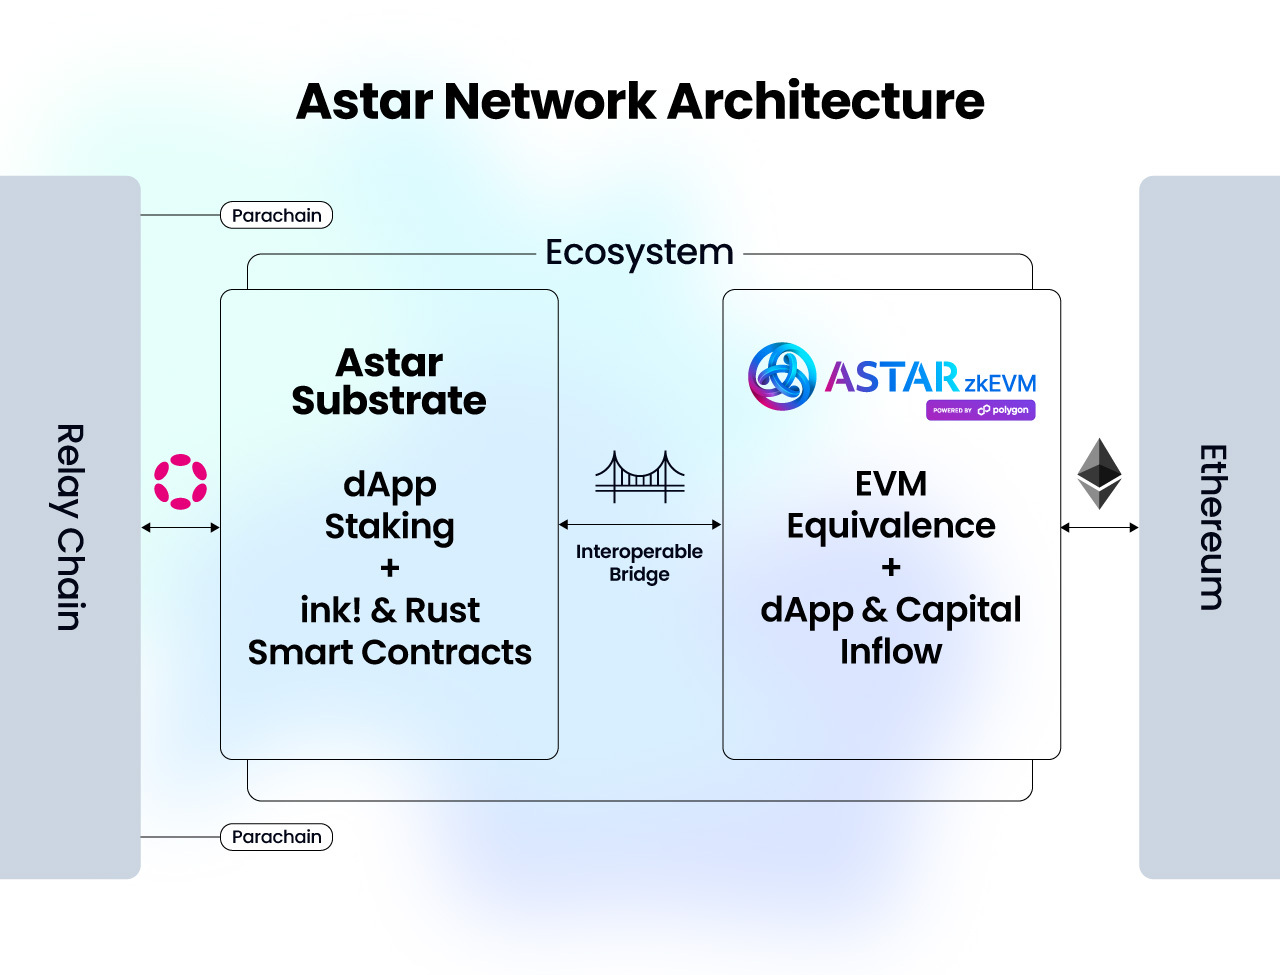 Astar Network Architecture
Parachain
Ecosystem
Relay Chain
Astar
Substrate
dApp
Staking
+
ink! & Rust
Smart Contracts
Interoperable
Bridge
ASTAR zkEVM
POWERED BY polygon
EVM
Equivalence
+
dApp & Capital
Inflow
Ethereum
Parachain